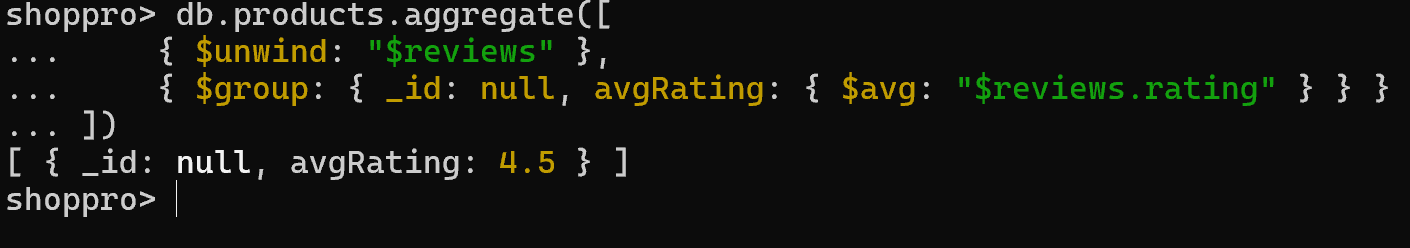 shoppro> db.products.aggregate([
...     { $unwind: "$reviews" },
...     { $group: { _id: null, avgRating: { $avg: "$reviews.rating" } } }
... ])
[ { _id: null, avgRating: 4.5 } ]
shoppro>